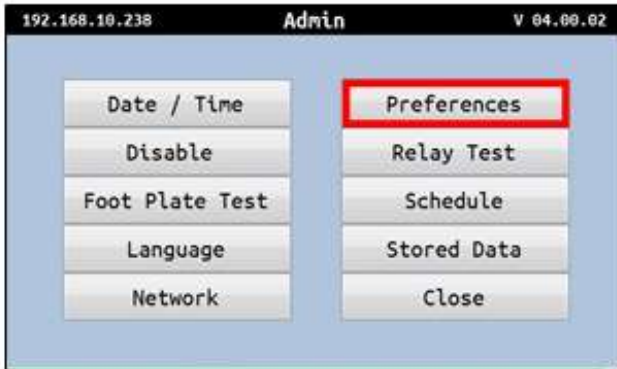 192.168.10.238 Admin V 04.00.02
Date / Time Preferences
Disable Relay Test
Foot Plate Test Schedule
Language Stored Data
Network Close